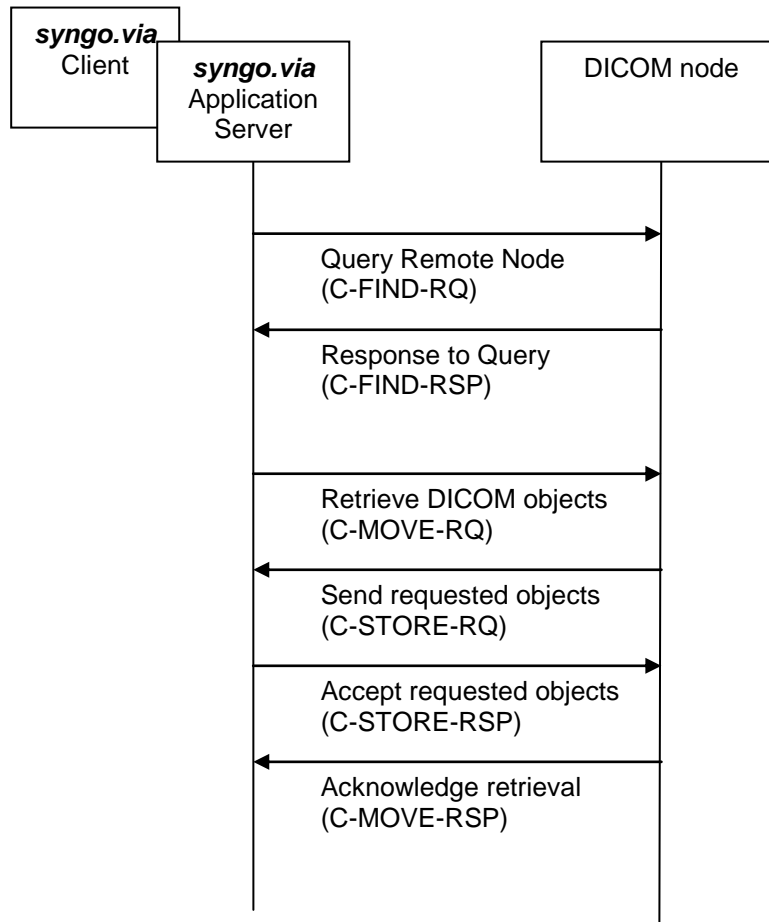 syngo.via
Client
syngo.via
Application
Server
DICOM node
Query Remote Node
(C-FIND-RQ)
Response to Query
(C-FIND-RSP)
Retrieve DICOM objects
(C-MOVE-RQ)
Send requested objects
(C-STORE-RQ)
Accept requested objects
(C-STORE-RSP)
Acknowledge retrieval
(C-MOVE-RSP)